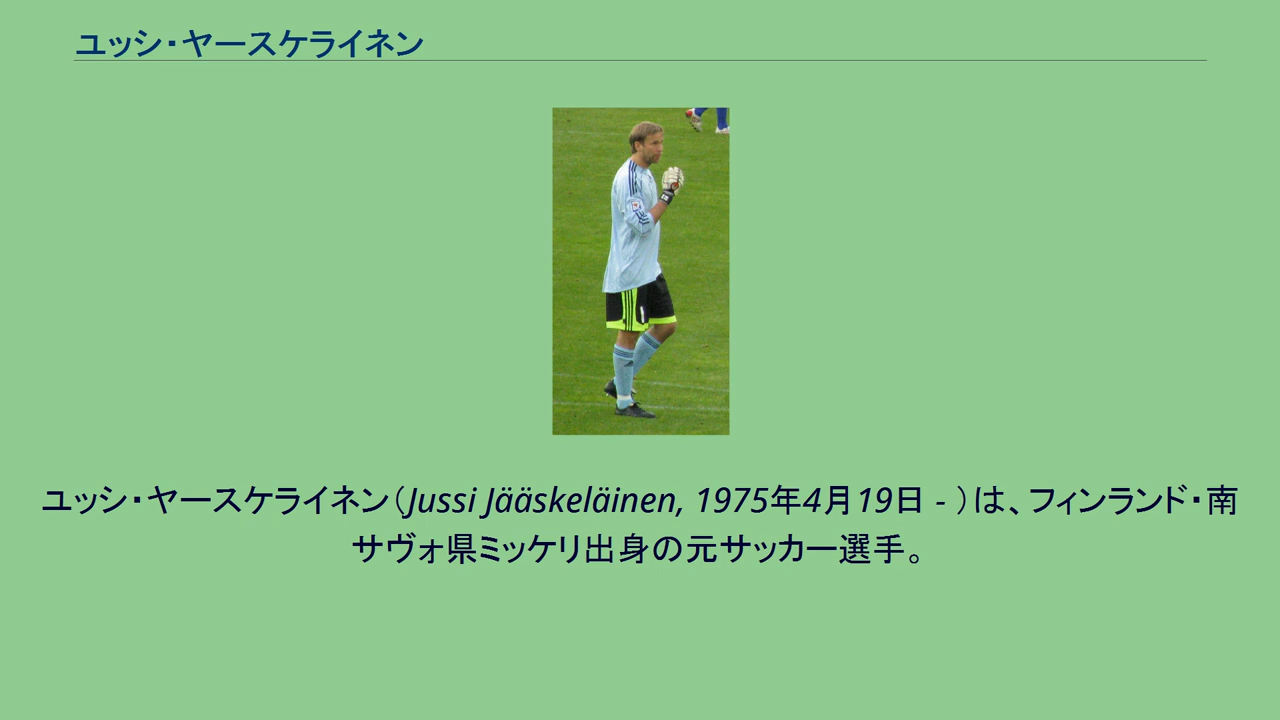 ユッシ・ヤースケライネン
ユッシ・ヤースケライネン（Jussi Jääskeläinen, 1975年4月19日 - ）は、フィンランド・南
サヴォ県ミッケリ出身の元サッカー選手。